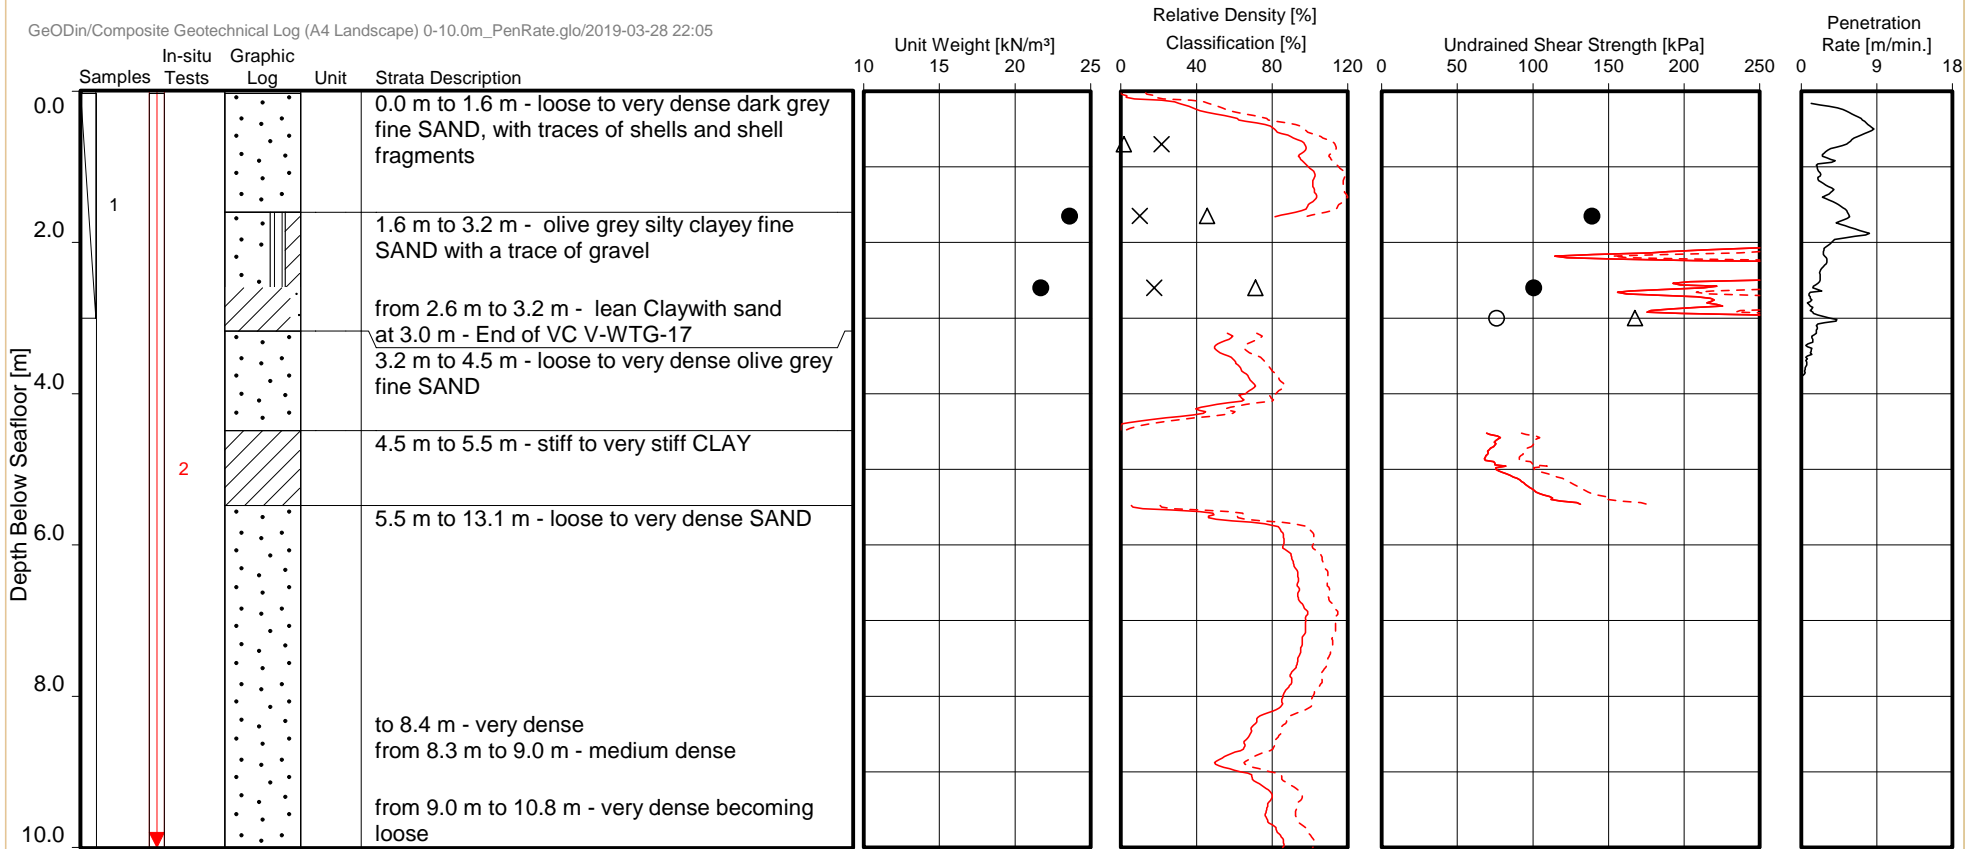 GeODin/Composite Geotechnical Log (A4 Landscape) 0-10.0m_PenRate.glo/2019-03-28 22:05
Samples
In-situ
Tests
Graphic
Log
Unit
Strata Description
Unit Weight [kN/m³]
10 15 20 25
Relative Density [%]
Classification [%]
0 40 80 120
Undrained Shear Strength [kPa]
0 50 100 150 200 250
Penetration
Rate [m/min.]
0 9 18
Depth Below Seafloor [m]
0.0
2.0
4.0
6.0
8.0
10.0
1
2
0.0 m to 1.6 m - loose to very dense dark grey
fine SAND, with traces of shells and shell
fragments
1.6 m to 3.2 m -  olive grey silty clayey fine
SAND with a trace of gravel
from 2.6 m to 3.2 m -  lean Claywith sand
at 3.0 m - End of VC V-WTG-17
3.2 m to 4.5 m - loose to very dense olive grey
fine SAND
4.5 m to 5.5 m - stiff to very stiff CLAY
5.5 m to 13.1 m - loose to very dense SAND
to 8.4 m - very dense
from 8.3 m to 9.0 m - medium dense
from 9.0 m to 10.8 m - very dense becoming
loose